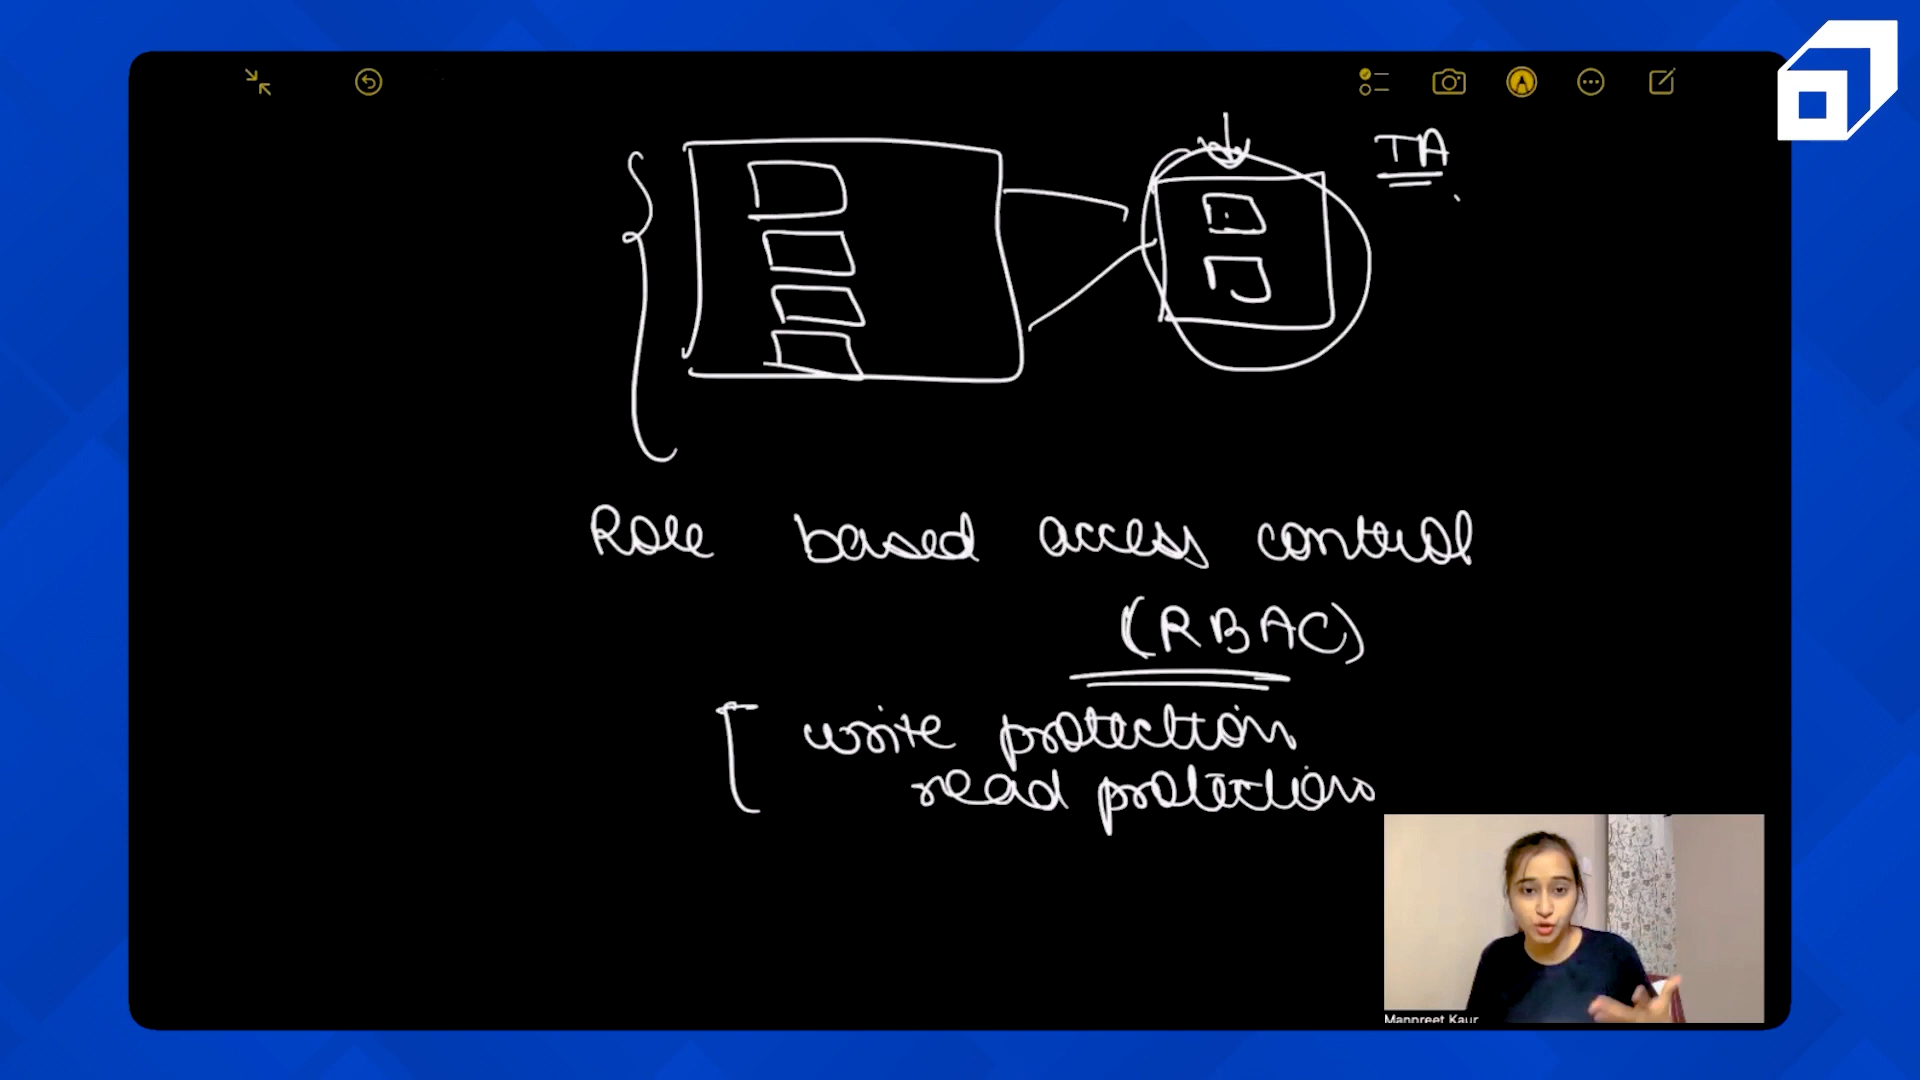 TA
Role based access control
(RBAC)
write protection
read protection
Manpreet Kaur